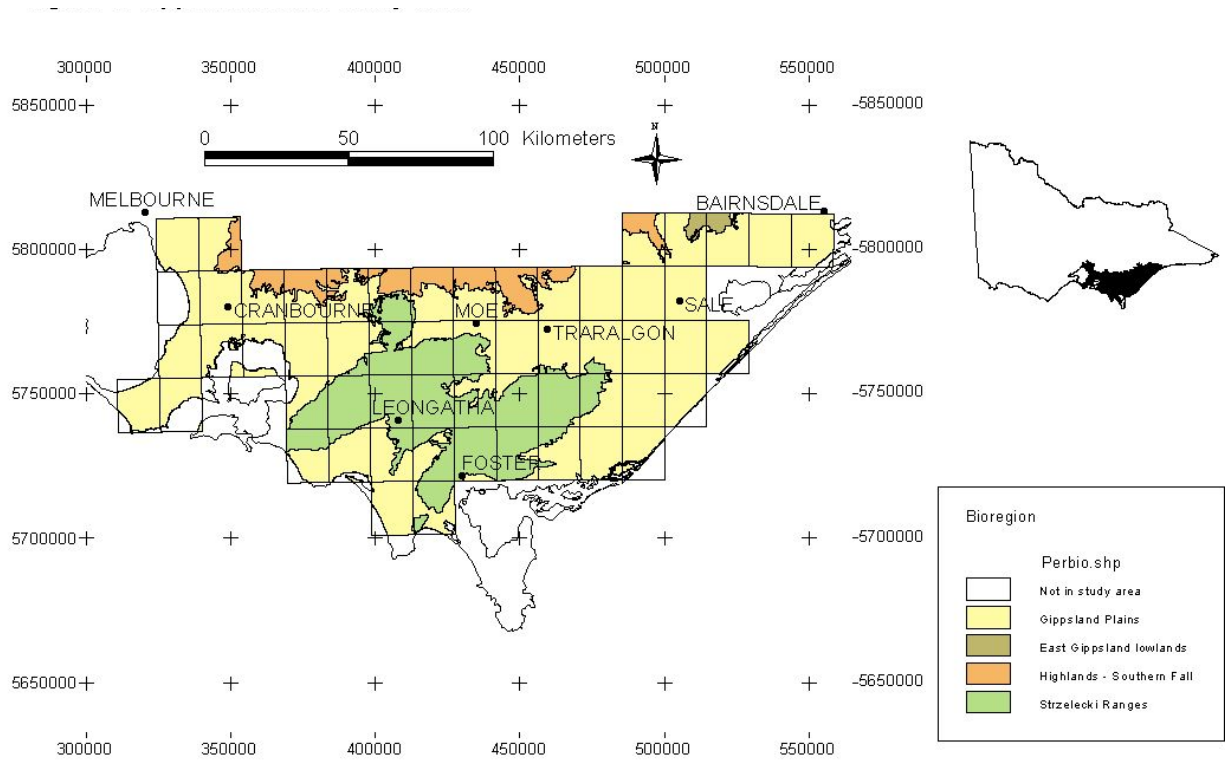 300000 350000 400000 450000 500000 550000
5850000 5850000
0 50 100 Kilometers
N
MELBOURNE
BAIRNSDALE
5800000 5800000
CRANBOURNE
MOE
SALE
TRARALGON
5750000 5750000
LEONGATHA
FOSTER
5700000 5700000
5650000 5650000
300000 350000 400000 450000 500000 550000
Bioregion
Perbio.shp
Not in study area
Gippsland Plains
East Gippsland lowlands
Highlands - Southern Fall
Strzelecki Ranges